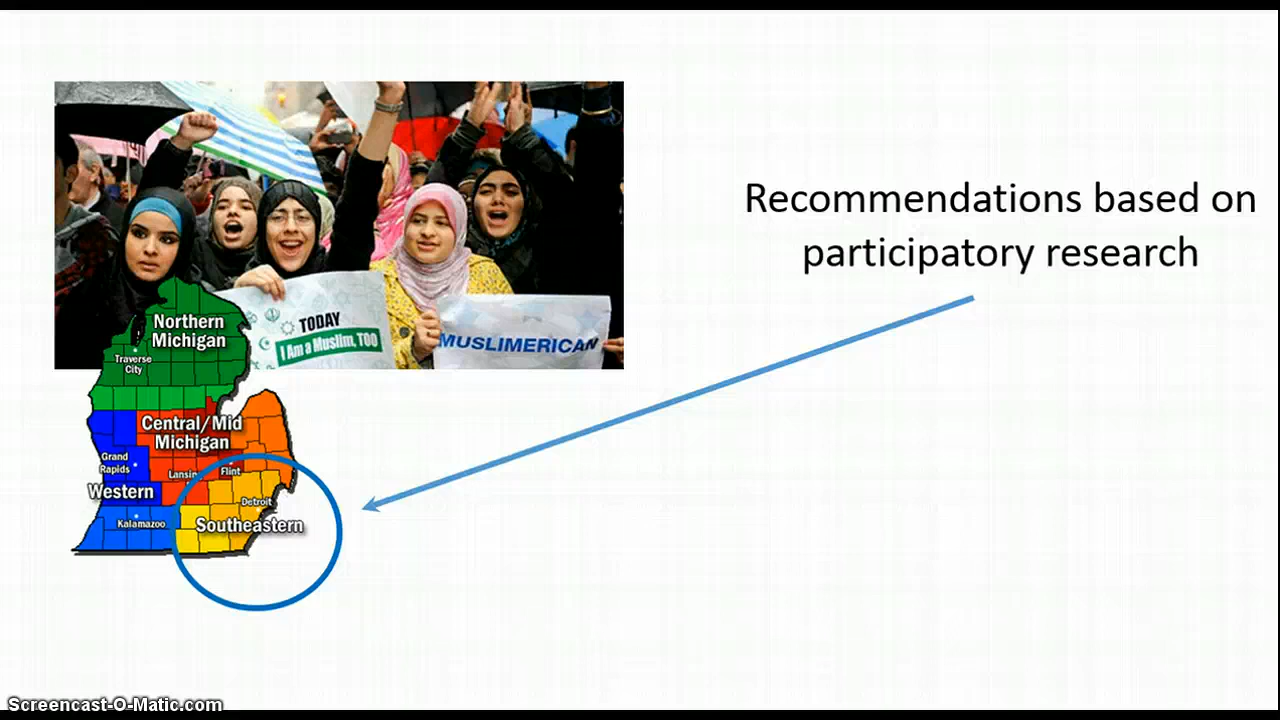 Recommendations based on
participatory research
TODAY
I Am a Muslim, TOO
MUSLIMERICAN
Northern
Michigan
Traverse
City
Central/Mid
Michigan
Grand
Rapids
Lansin
Flint
Western
Detroit
Kalamazoo
Southeastern
Screencast-O-Matic.com